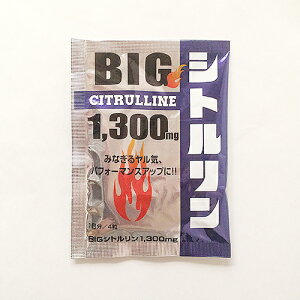 BIG
CITRULLINE
1,300mg
シトルリン
みなぎるヤル気、
パフォーマンスアップに!!
1日分/4粒
BIGシトルリン1,300mg